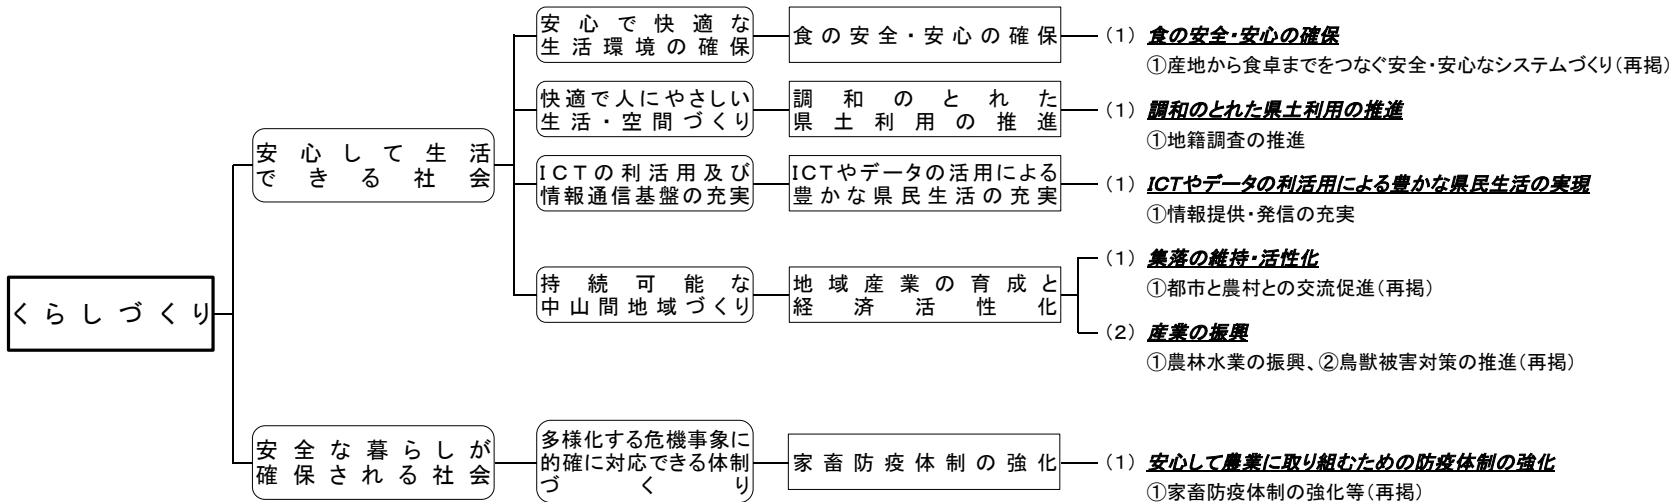 くらしづくり
安心して生活
できる社会
安心で快適な
生活環境の確保
食の安全・安心の確保
(1) 食の安全・安心の確保
①産地から食卓までをつなぐ安全・安心なシステムづくり(再掲)
快適で人にやさしい
生活・空間づくり
調和のとれた
県土利用の推進
(1) 調和のとれた県土利用の推進
①地籍調査の推進
ICTの利活用及び
情報通信基盤の充実
ICTやデータの活用による
豊かな県民生活の充実
(1) ICTやデータの利活用による豊かな県民生活の実現
①情報提供・発信の充実
持続可能な
中山間地域づくり
地域産業の育成と
経済活性化
(1) 集落の維持・活性化
①都市と農村との交流促進(再掲)
(2) 産業の振興
①農林水業の振興、②鳥獣被害対策の推進(再掲)
安全な暮らしが
確保される社会
多様化する危機事象に
的確に対応できる体制
づくり
家畜防疫体制の強化
(1) 安心して農業に取り組むための防疫体制の強化
①家畜防疫体制の強化等(再掲)